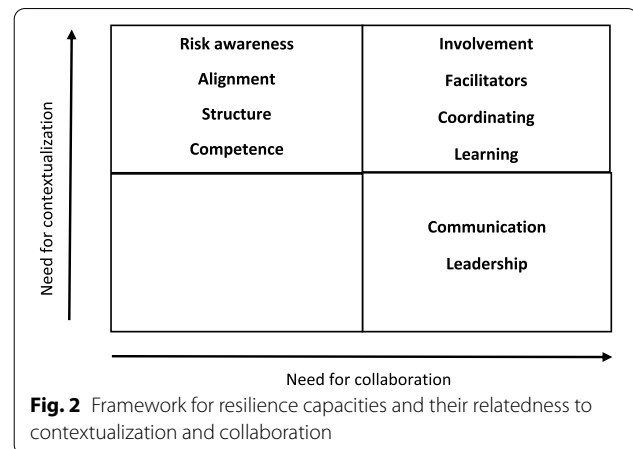 Need for contextualization
Risk awareness
Alignment
Structure
Competence
Involvement
Facilitators
Coordinating
Learning
Communication
Leadership
Need for collaboration
Fig. 2 Framework for resilience capacities and their relatedness to
contextualization and collaboration